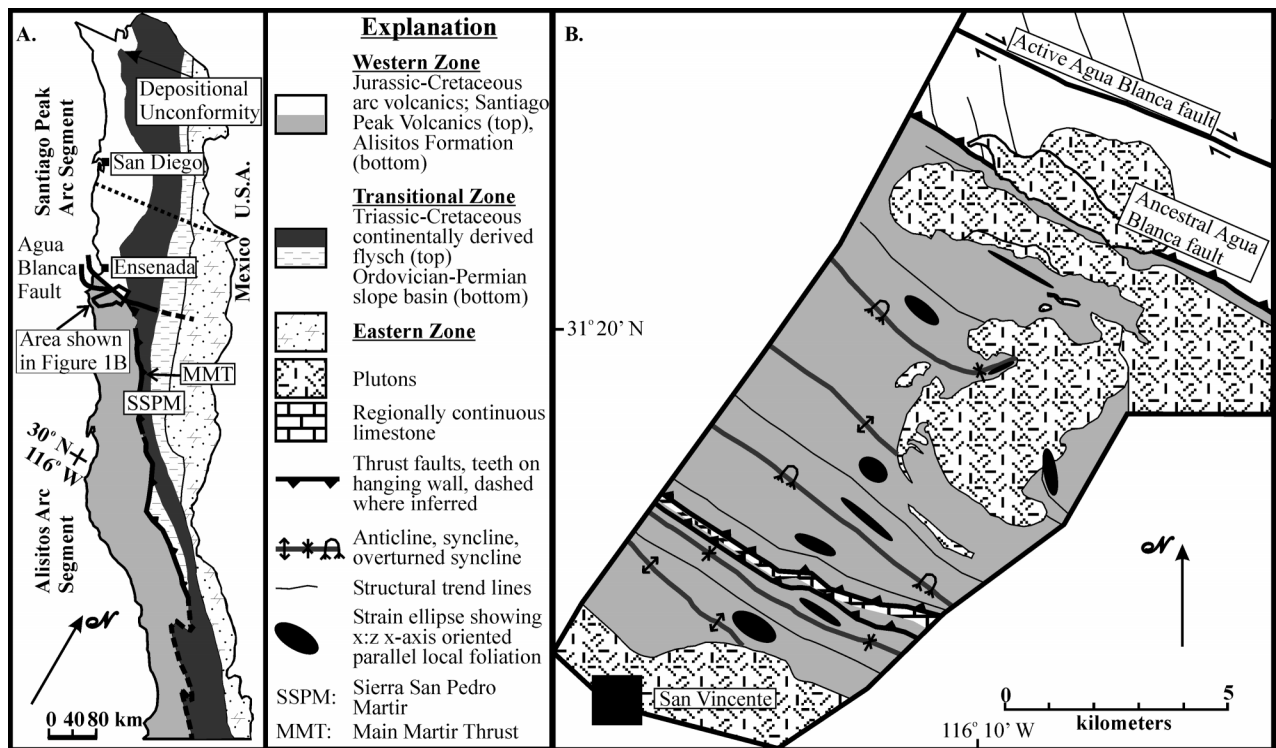 A.
Depositional
Unconformity
Santiago Peak
Arc Segment
San Diego
U.S.A.
Mexico
Agua
Blanca
Fault
Ensenada
Area shown
in Figure 1B
MMT
SSPM
30° N
116° W
Alisitos Arc
Segment
N
0 40 80 km
Explanation
Western Zone
Jurassic-Cretaceous
arc volcanics; Santiago
Peak Volcanics (top),
Alisitos Formation
(bottom)
Transitional Zone
Triassic-Cretaceous
continentally derived
flysch (top)
Ordovician-Permian
slope basin (bottom)
Eastern Zone
Plutons
Regionally continuous
limestone
Thrust faults, teeth on
hanging wall, dashed
where inferred
Anticline, syncline,
overturned syncline
Structural trend lines
Strain ellipse showing
x:z x-axis oriented
parallel local foliation
SSPM: Sierra San Pedro
Martir
MMT: Main Martir Thrust
B.
Active Agua Blanca fault
Ancestral Agua
Blanca fault
31°20' N
N
San Vincente
0 5
kilometers
116° 10' W